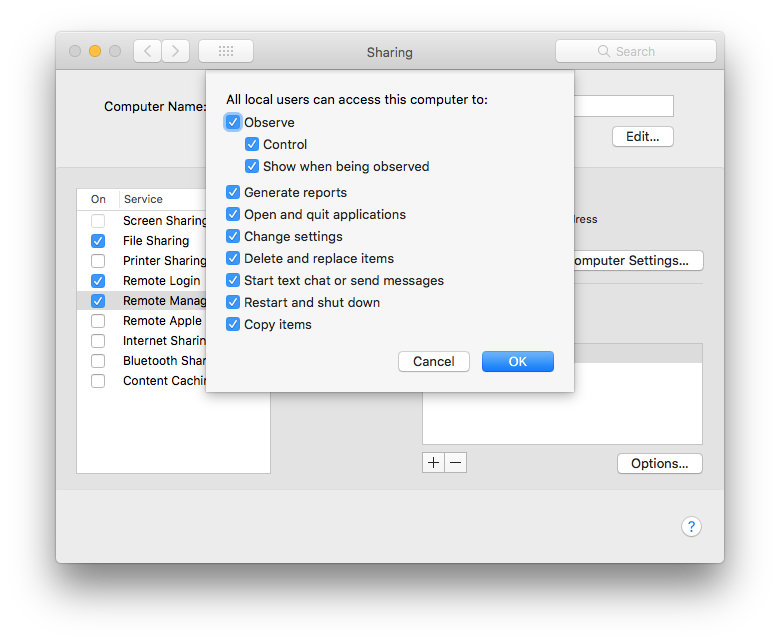 Sharing
Search
Computer Name:
Edit...
All local users can access this computer to:
Observe
Control
Show when being observed
Generate reports
Open and quit applications
Change settings
Delete and replace items
Start text chat or send messages
Restart and shut down
Copy items
Cancel
OK
On Service
Screen Sharing
File Sharing
Printer Sharing
Remote Login
Remote Manag
Remote Apple
Internet Sharin
Bluetooth Shar
Content Cachi
dress
omputer Settings...
+ −
Options...
?